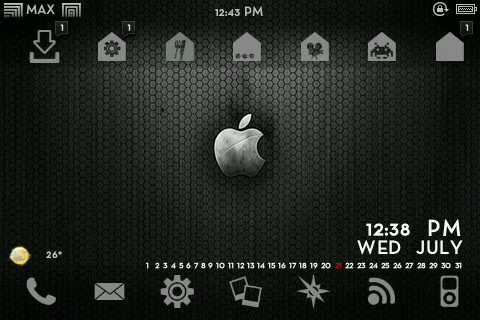 MAX 12:43 PM
1 1 1
12:38 PM
WED JULY
26°
1 2 3 4 5 6 7 8 9 10 11 12 13 14 15 16 17 18 19 20 21 22 23 24 25 26 27 28 29 30 31